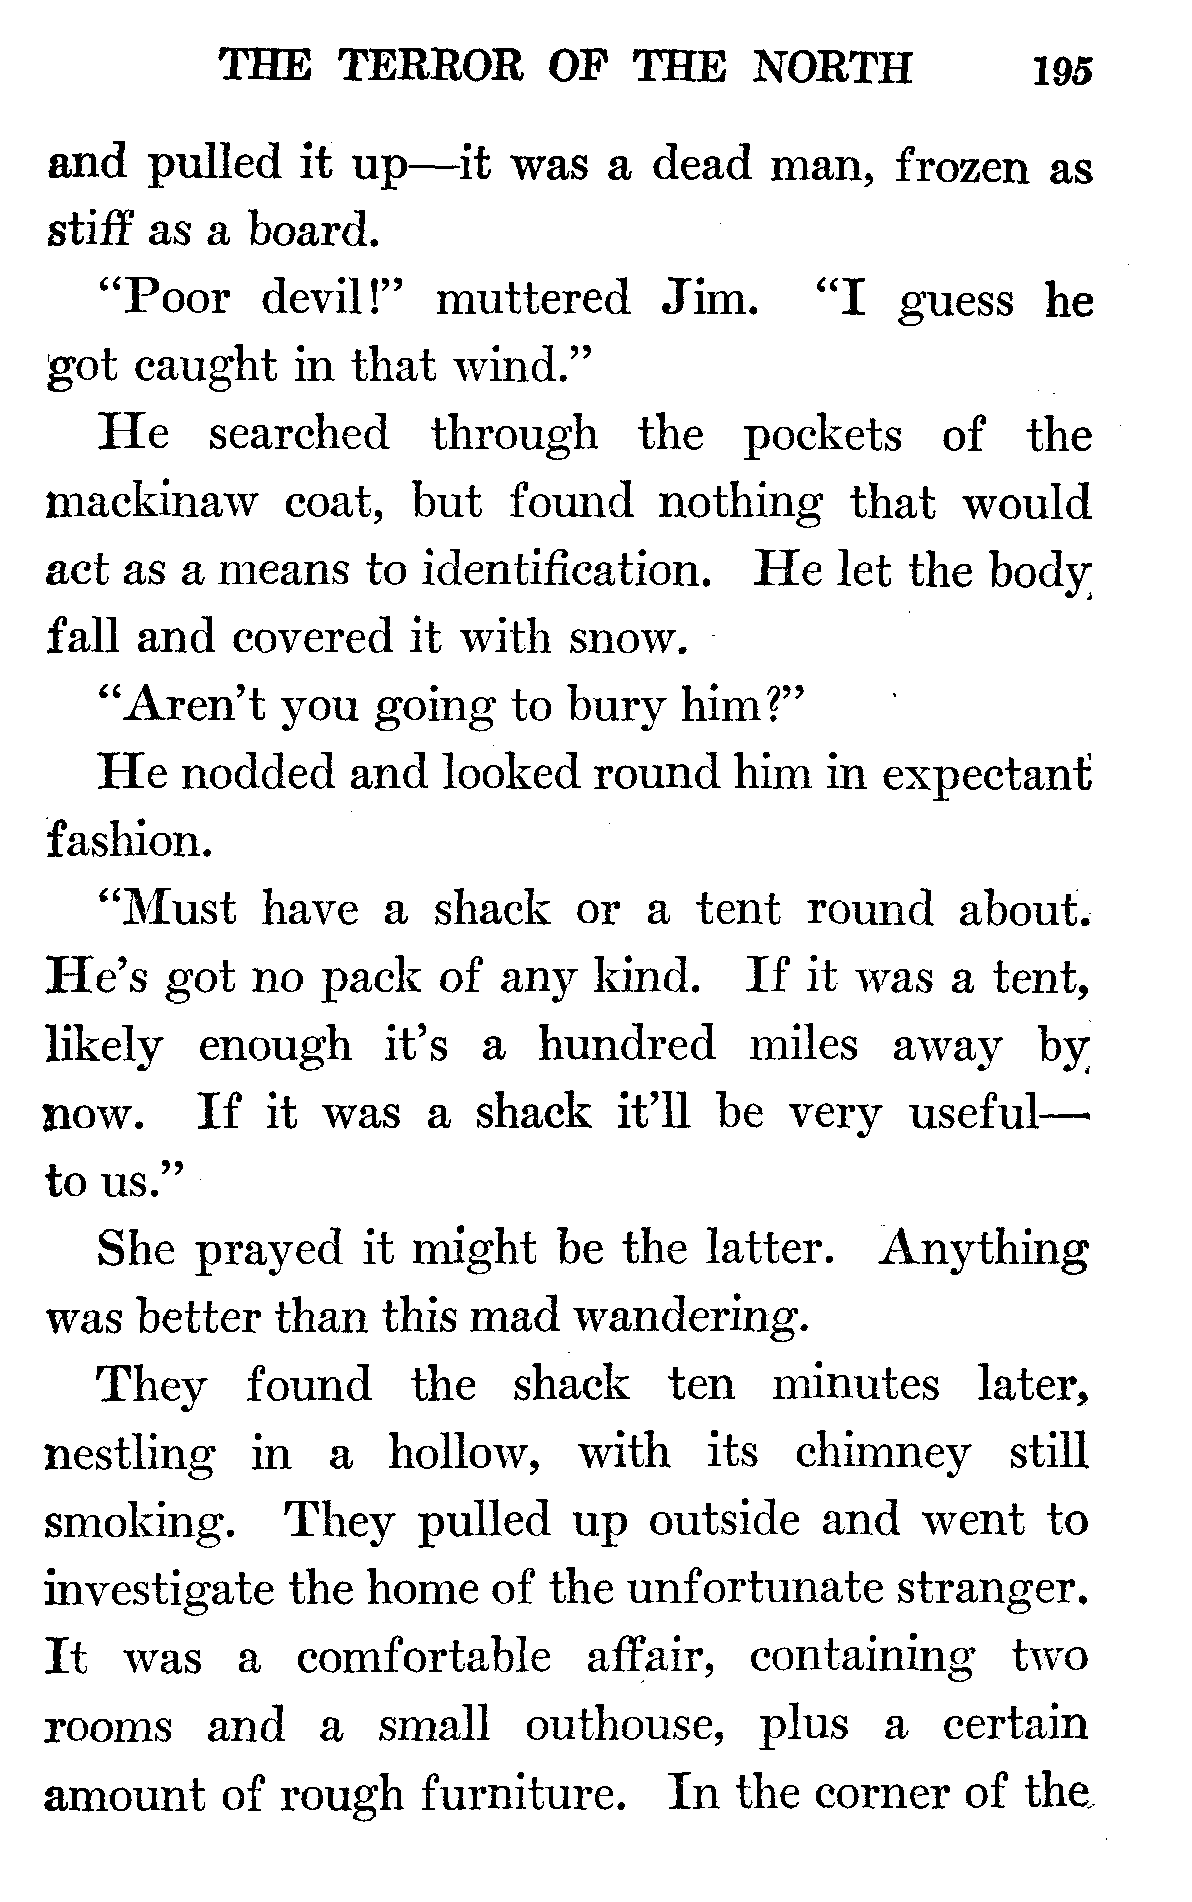 THE TERROR OF THE NORTH 195
and pulled it up—it was a dead man, frozen as
stiff as a board.
“Poor devil!” muttered Jim. “I guess he
got caught in that wind.”
He searched through the pockets of the
mackinaw coat, but found nothing that would
act as a means to identification. He let the body
fall and covered it with snow.
“Aren’t you going to bury him?”
He nodded and looked round him in expectant
fashion.
“Must have a shack or a tent round about.
He’s got no pack of any kind. If it was a tent,
likely enough it’s a hundred miles away by
now. If it was a shack it’ll be very useful—
to us.”
She prayed it might be the latter. Anything
was better than this mad wandering.
They found the shack ten minutes later,
nestling in a hollow, with its chimney still
smoking. They pulled up outside and went to
investigate the home of the unfortunate stranger.
It was a comfortable affair, containing two
rooms and a small outhouse, plus a certain
amount of rough furniture. In the corner of the